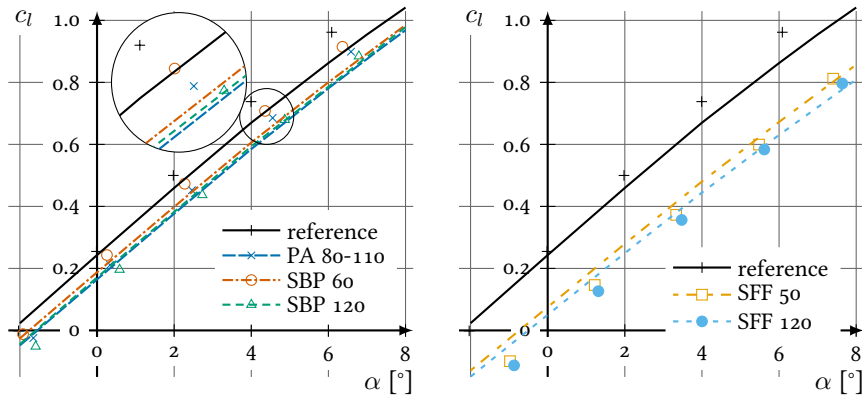 c_l
1.0
0.8
0.6
0.4
0.2
0
0 2 4 6 8
α [°]
reference
PA 80-110
SBP 60
SBP 120
c_l
1.0
0.8
0.6
0.4
0.2
0
0 2 4 6 8
α [°]
reference
SFF 50
SFF 120